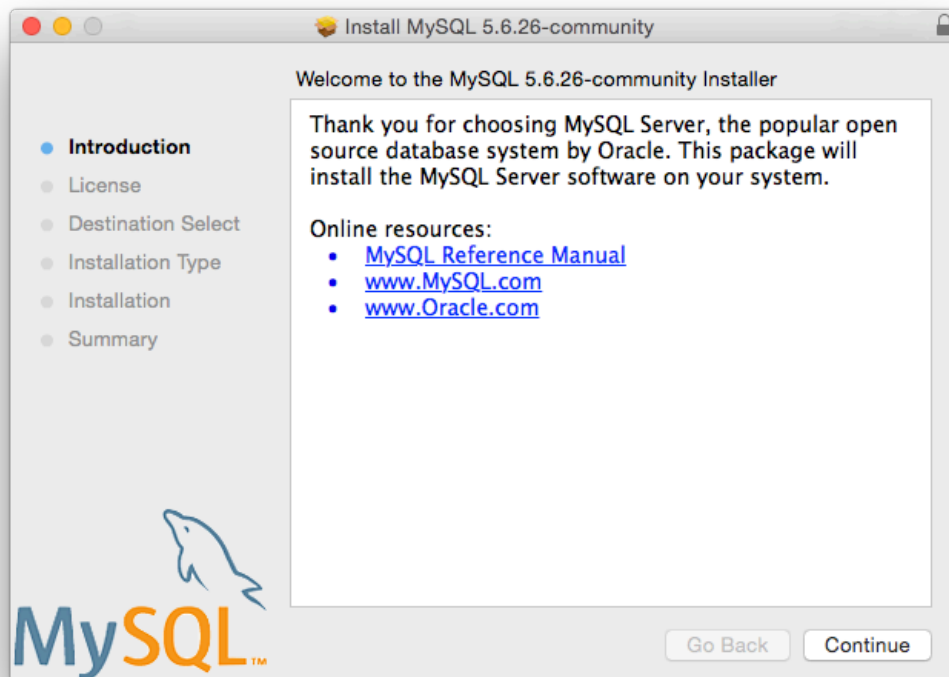 Install MySQL 5.6.26-community
Welcome to the MySQL 5.6.26-community Installer
Introduction
License
Destination Select
Installation Type
Installation
Summary
Thank you for choosing MySQL Server, the popular open
source database system by Oracle. This package will
install the MySQL Server software on your system.
Online resources:
• MySQL Reference Manual
• www.MySQL.com
• www.Oracle.com
MySQL™
Go Back
Continue